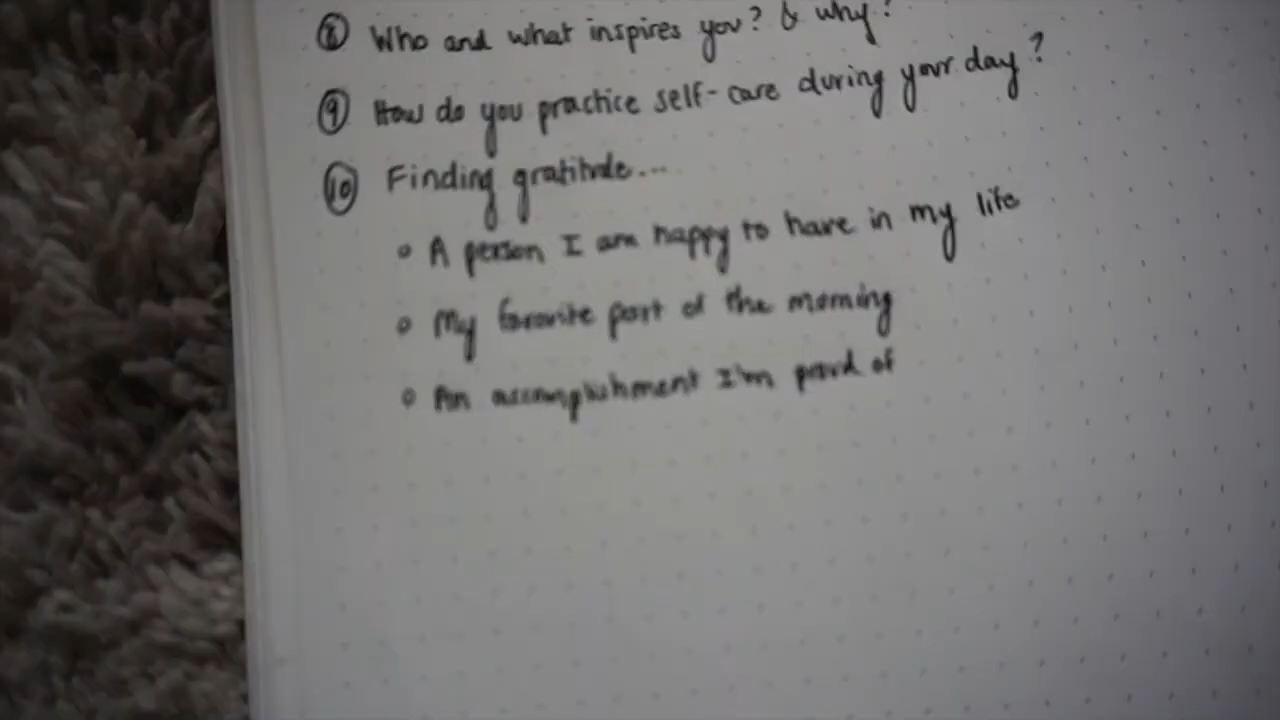 ⑧ Who and what inspires you? & why?
⑨ How do you practice self-care during your day?
⑩ Finding gratitude...
∘ A person I am happy to have in my life
∘ My favorite part of the morning
∘ An accomplishment I'm proud of